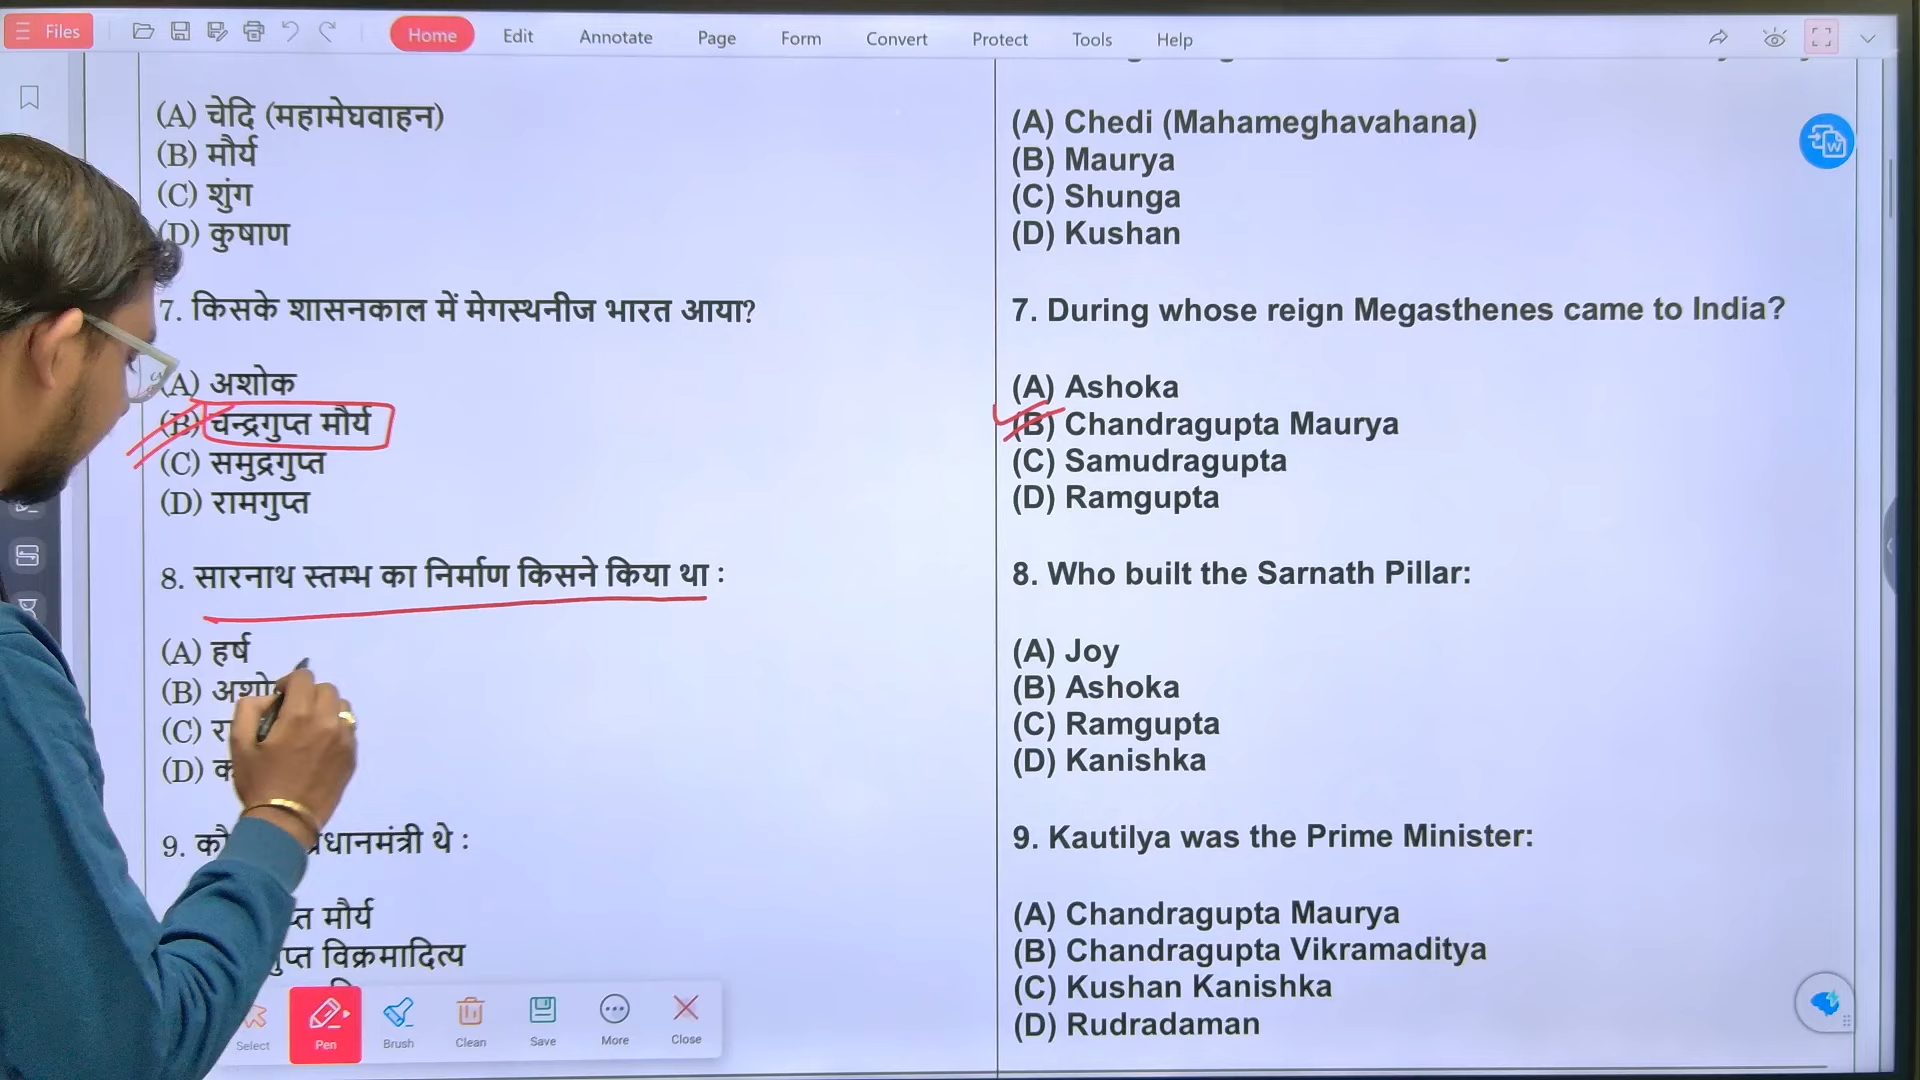 Files
Home
Edit
Annotate
Page
Form
Convert
Protect
Tools
Help
(A) चेदि (महामेघवाहन)
(B) मौर्य
(C) शुंग
(D) कुषाण
7. किसके शासनकाल में मेगस्थनीज भारत आया?
(A) अशोक
(B) चन्द्रगुप्त मौर्य
(C) समुद्रगुप्त
(D) रामगुप्त
8. सारनाथ स्तम्भ का निर्माण किसने किया था :
(A) हर्ष
(B)
(C)
(D)
9. थे :
मौर्य
विक्रमादित्य
(A) Chedi (Mahameghavahana)
(B) Maurya
(C) Shunga
(D) Kushan
7. During whose reign Megasthenes came to India?
(A) Ashoka
(B) Chandragupta Maurya
(C) Samudragupta
(D) Ramgupta
8. Who built the Sarnath Pillar:
(A) Joy
(B) Ashoka
(C) Ramgupta
(D) Kanishka
9. Kautilya was the Prime Minister:
(A) Chandragupta Maurya
(B) Chandragupta Vikramaditya
(C) Kushan Kanishka
(D) Rudradaman
Select
Pen
Brush
Clean
Save
More
Close